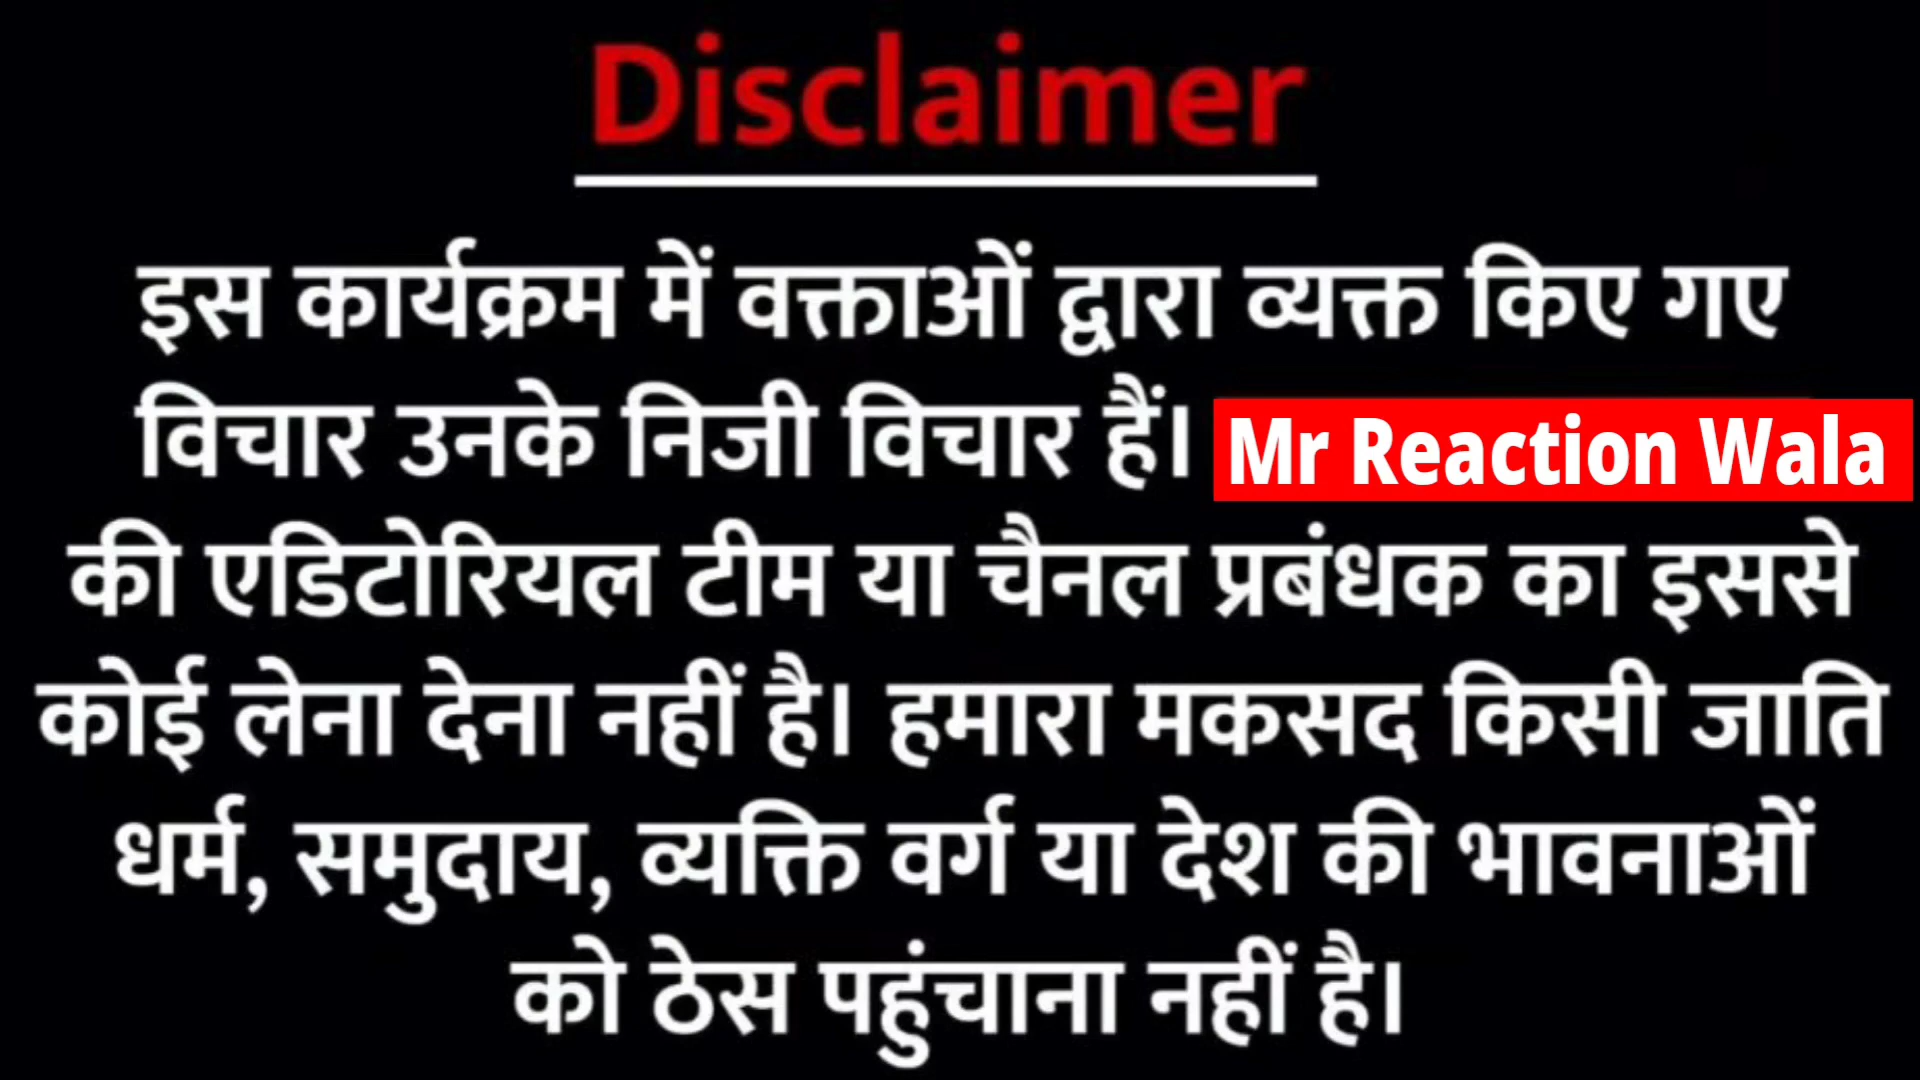 Disclaimer
इस कार्यक्रम में वक्ताओं द्वारा व्यक्त किए गए
विचार उनके निजी विचार हैं। Mr Reaction Wala
की एडिटोरियल टीम या चैनल प्रबंधक का इससे
कोई लेना देना नहीं है। हमारा मकसद किसी जाति
धर्म, समुदाय, व्यक्ति वर्ग या देश की भावनाओं
को ठेस पहुंचाना नहीं है।